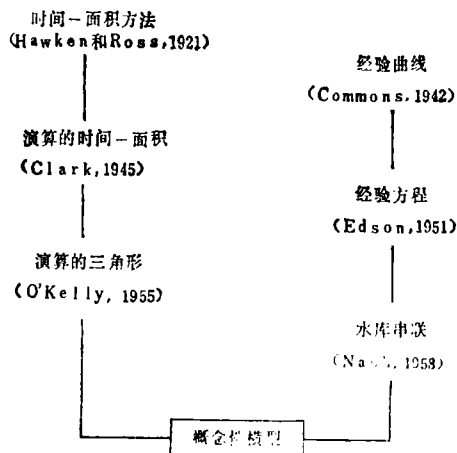 时间-面积方法
(Hawken和Ross,1921)
演算的时间-面积
(Clark,1945)
演算的三角形
(O'Kelly,1955)
经验曲线
(Commons,1942)
经验方程
(Edson,1951)
水库串联
1958)
概念性模型